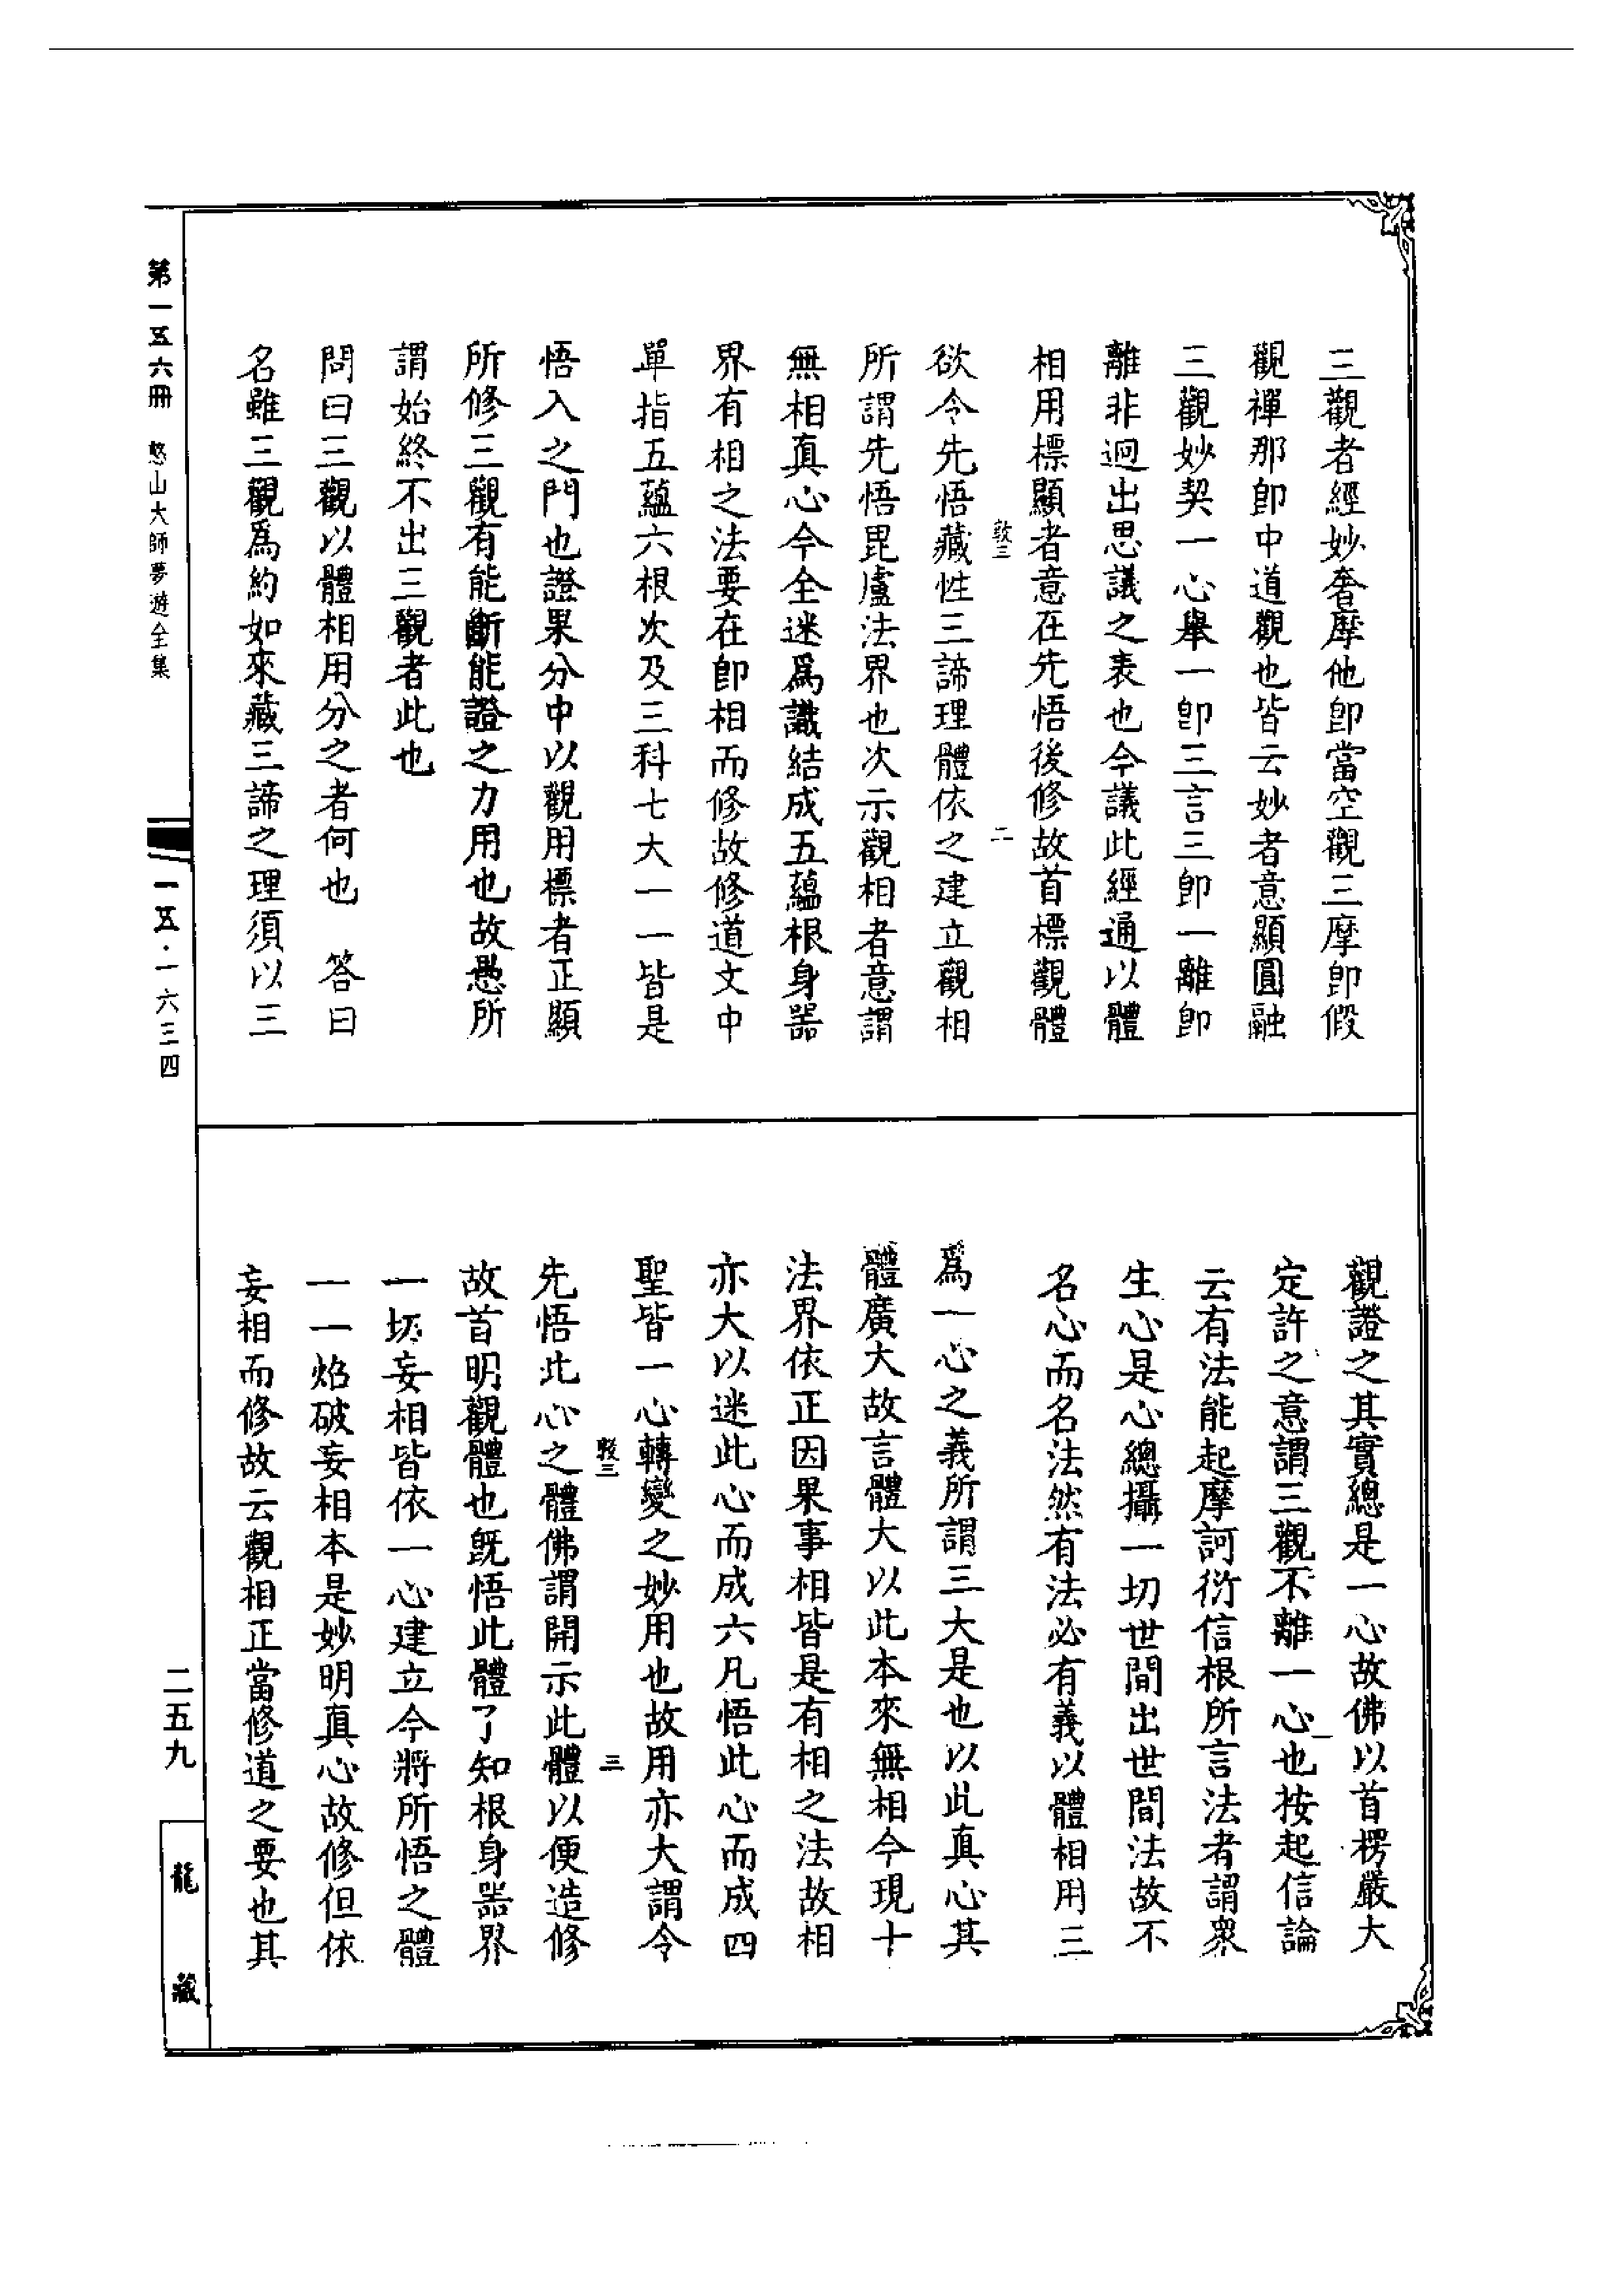 三觀者經妙奢摩他卽當空觀三摩卽假
觀禪那卽中道觀也皆云妙者意顯圓融
三觀妙契一心舉一卽三言三卽一離卽
離非迥出思議之表也今議此經通以體
相用標顯者意在先悟後修故首標觀體
敦三
二
欲令先悟藏性三諦理體依之建立觀相
所謂先悟毘盧法界也次示觀相者意謂
無相真心今全迷爲識結成五蘊根身器
界有相之法要在卽相而修故修道文中
單指五蘊六根次及三科七大一一皆是
悟入之門也證果分中以觀用標者正顯
所修三觀有能斷能證之力用也故愚所
謂始終不出三觀者此也
問曰三觀以體相用分之者何也　答曰
名雖三觀爲約如來藏三諦之理須以三
觀證之其實總是一心故佛以首楞嚴大
定許之意謂三觀不離一心也按起信論
云有法能起摩訶衍信根所言法者謂衆
生心是心總攝一切世間出世間法故不
名心而名法然有法必有義以體相用三
爲一心之義所謂三大是也以此真心其
體廣大故言體大以此本來無相今現十
法界依正因果事相皆是有相之法故相
亦大以迷此心而成六凡悟此心而成四
聖皆一心轉變之妙用也故用亦大謂令
敦三
三
先悟此心之體佛謂開示此體以便造修
故首明觀體也既悟此體了知根身器界
一切妄相皆依一心建立今將所悟之體
一一炤破妄相本是妙明真心故修但依
妄相而修故云觀相正當修道之要也其
第一五六冊　憨山大師夢遊全集
一五·一六三四
二五九
龍藏